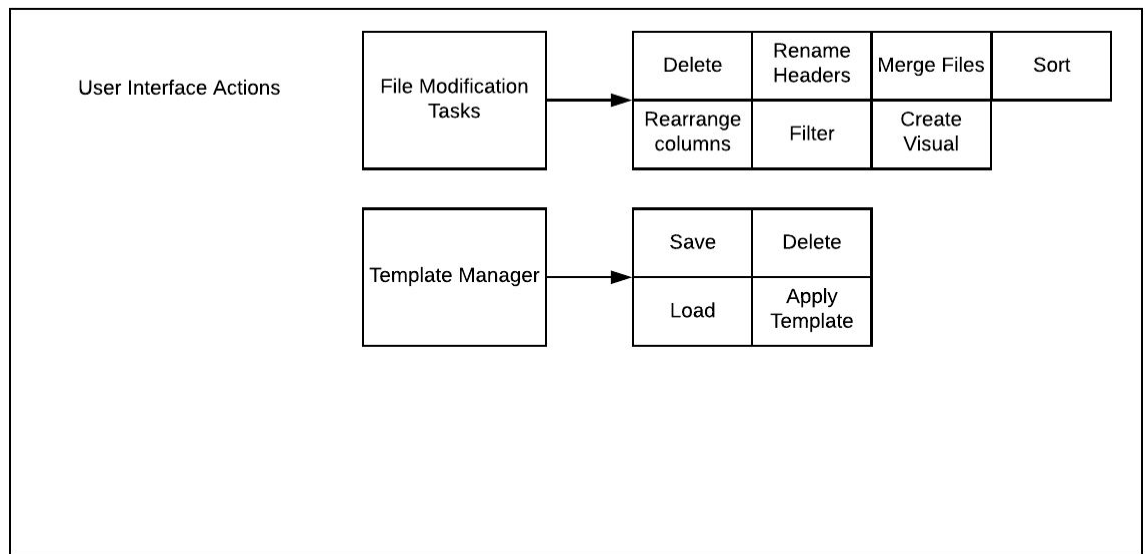 User Interface Actions
File Modification
Tasks
Delete
Rename
Headers
Merge Files
Sort
Rearrange
columns
Filter
Create
Visual
Template Manager
Save
Delete
Load
Apply
Template